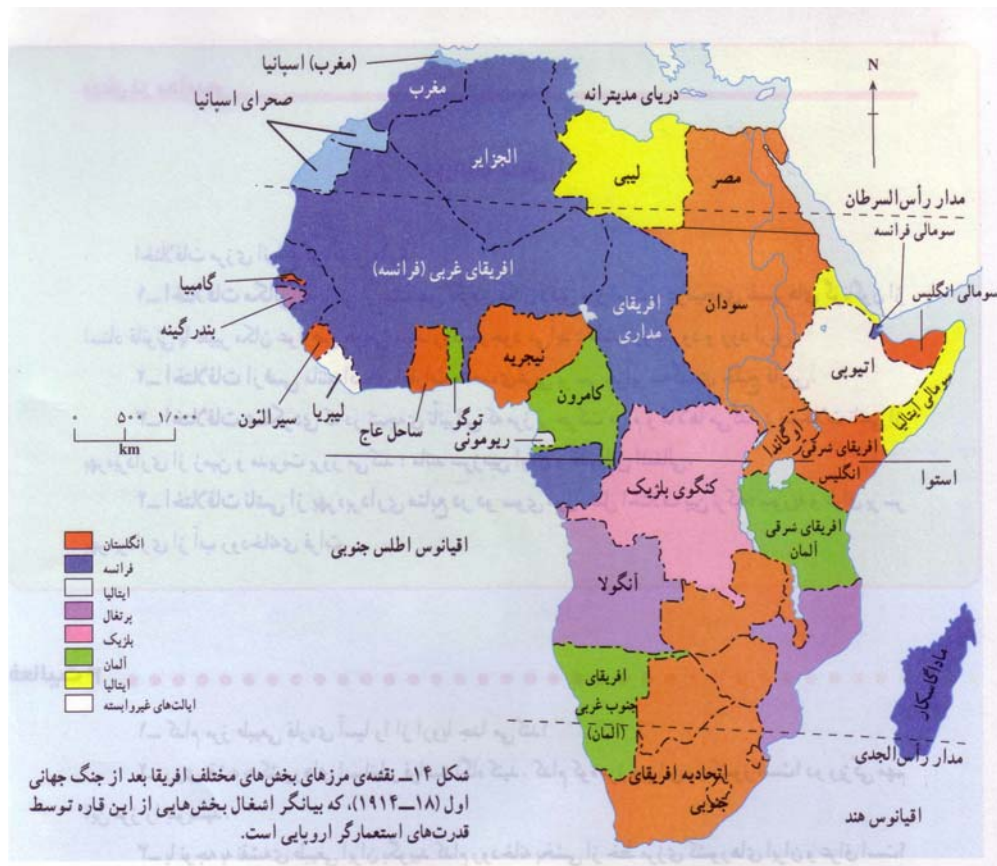 (مغرب) اسپانیا
صحرای اسپانیا
مغرب
دریای مدیترانه
N
الجزایر
لیبی
مصر
مدار رأس‌السرطان
سومالی فرانسه
سومالی انگلیس
افریقای غربی (فرانسه)
افریقای
مداری
سودان
گامبیا
بندر گینه
نیجریه
اتیوپی
سومالی ایتالیا
کامرون
لیبریا
سیرالئون
ساحل عاج
توگو
ریومونی
۰ ۵۰۰ ۱۰۰۰
km
اوگاندا
افریقای شرقی
انگلیس
استوا
کنگوی بلژیک
افریقای شرقی
آلمان
اقیانوس اطلس جنوبی
انگلستان
فرانسه
ایتالیا
پرتغال
بلژیک
آلمان
ایتالیا
ایالت‌های غیروابسته
آنگولا
افریقای
جنوب غربی
(آلمان)
ماداگاسکار
مدار رأس الجدی
اتحادیه افریقای
جنوبی
اقیانوس هند
شکل ۱۴ــ نقشه‌ی مرزهای بخش‌های مختلف افریقا بعد از جنگ جهانی
اول (۱۸ــ۱۹۱۴)، که بیانگر اشغال بخش‌هایی از این قاره توسط
قدرت‌های استعمارگر اروپایی است.